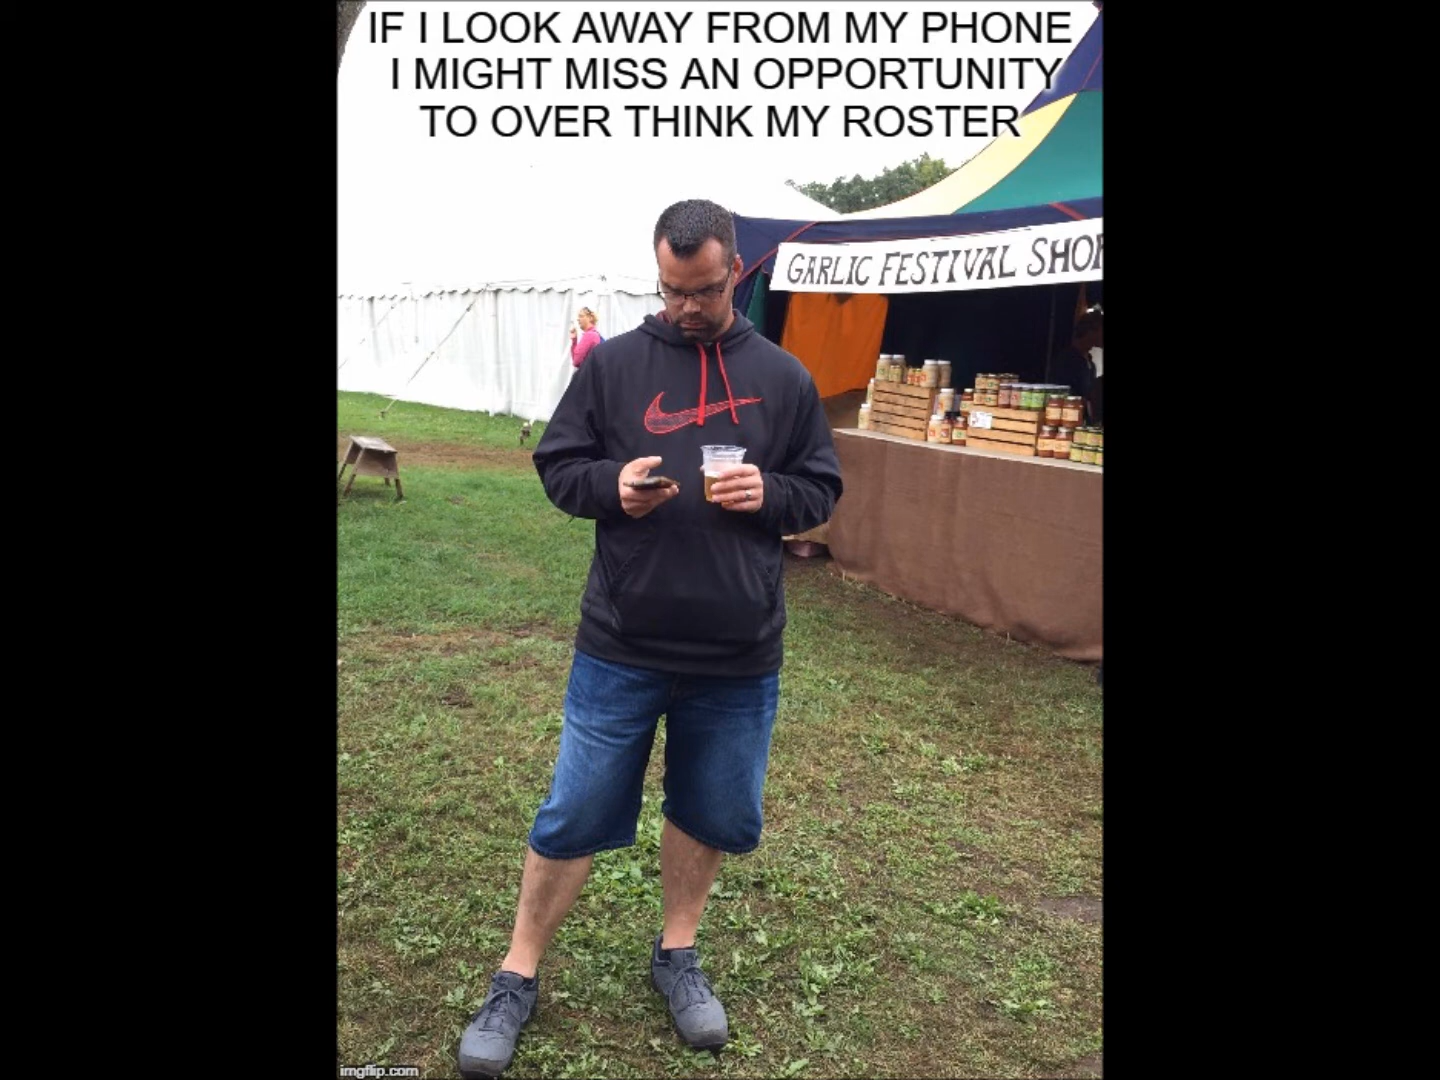 IF I LOOK AWAY FROM MY PHONE
I MIGHT MISS AN OPPORTUNITY
TO OVER THINK MY ROSTER
GARLIC FESTIVAL SHOP
imgflip.com